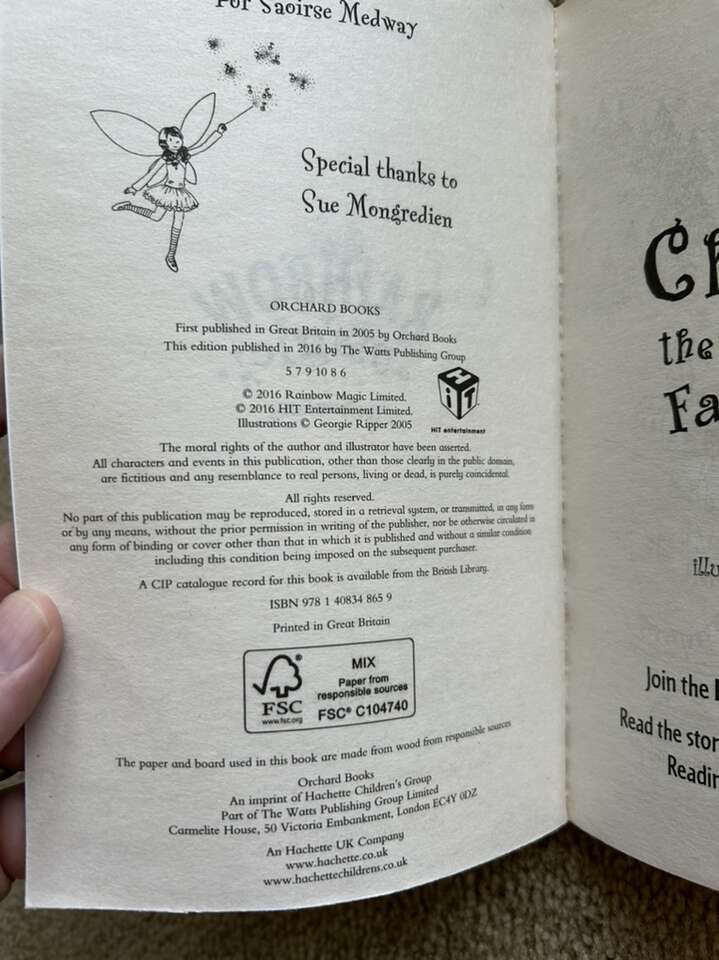 For Saoirse Medway
Special thanks to
Sue Mongredien
ORCHARD BOOKS
First published in Great Britain in 2005 by Orchard Books
This edition published in 2016 by The Watts Publishing Group
5 7 9 10 8 6
© 2016 Rainbow Magic Limited.
© 2016 HIT Entertainment Limited.
Illustrations © Georgie Ripper 2005
HiT
HIT entertainment
The moral rights of the author and illustrator have been asserted.
All characters and events in this publication, other than those clearly in the public domain,
are fictitious and any resemblance to real persons, living or dead, is purely coincidental.
All rights reserved.
No part of this publication may be reproduced, stored in a retrieval system, or transmitted, in any form
or by any means, without the prior permission in writing of the publisher, nor be otherwise circulated in
any form of binding or cover other than that in which it is published and without a similar condition
including this condition being imposed on the subsequent purchaser.
A CIP catalogue record for this book is available from the British Library.
ISBN 978 1 40834 865 9
Printed in Great Britain
FSC
www.fsc.org
MIX
Paper from
responsible sources
FSC® C104740
The paper and board used in this book are made from wood from responsible sources
Orchard Books
An imprint of Hachette Children's Group
Part of The Watts Publishing Group Limited
Carmelite House, 50 Victoria Embankment, London EC4Y 0DZ
An Hachette UK Company
www.hachette.co.uk
www.hachettechildrens.co.uk
Ch
the
Fa
illu
Join the
Read the stor
Readin